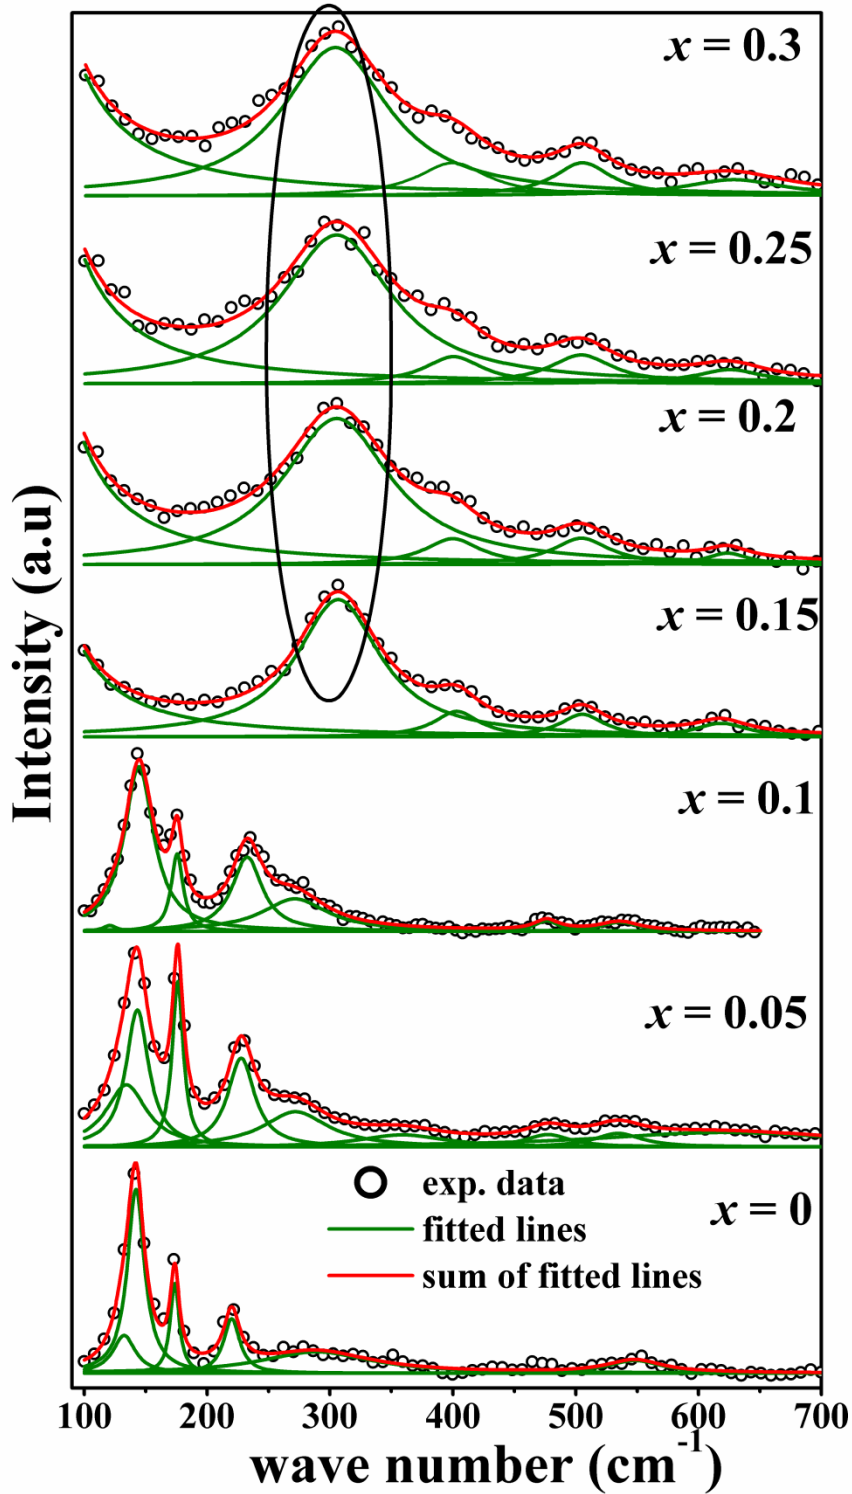 x = 0.3
x = 0.25
x = 0.2
x = 0.15
x = 0.1
x = 0.05
x = 0
exp. data
fitted lines
sum of fitted lines
Intensity (a.u)
100 200 300 400 500 600 700
wave number (cm⁻¹)